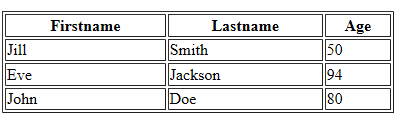 Firstname Lastname Age
Jill Smith 50
Eve Jackson 94
John Doe 80